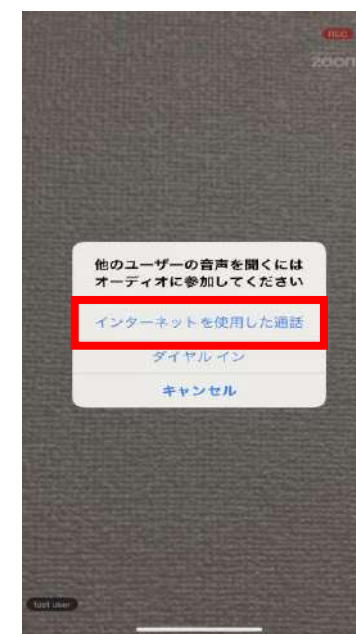 REC
zoom
他のユーザーの音声を聞くには
オーディオに参加してください
インターネットを使用した通話
ダイヤルイン
キャンセル
test user